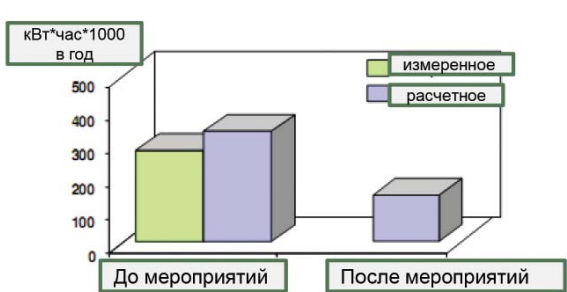 кВт*час*1000
в год
500
400
300
200
100
0
измеренное
расчетное
До мероприятий
После мероприятий